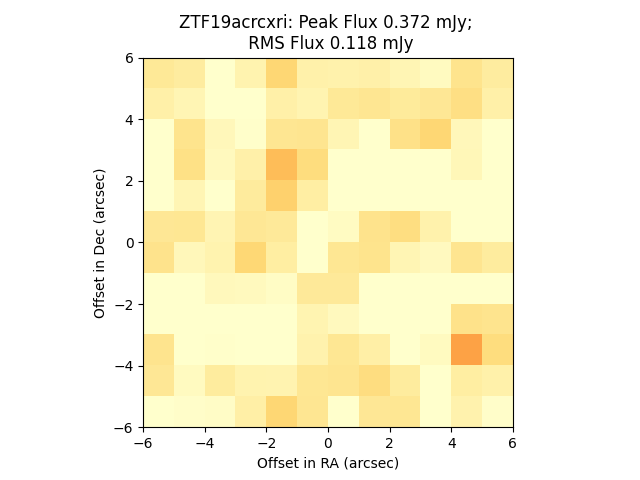 ZTF19acrcxri: Peak Flux 0.372 mJy;
RMS Flux 0.118 mJy
6
4
2
0
−2
−4
−6
Offset in Dec (arcsec)
−6 −4 −2 0 2 4 6
Offset in RA (arcsec)